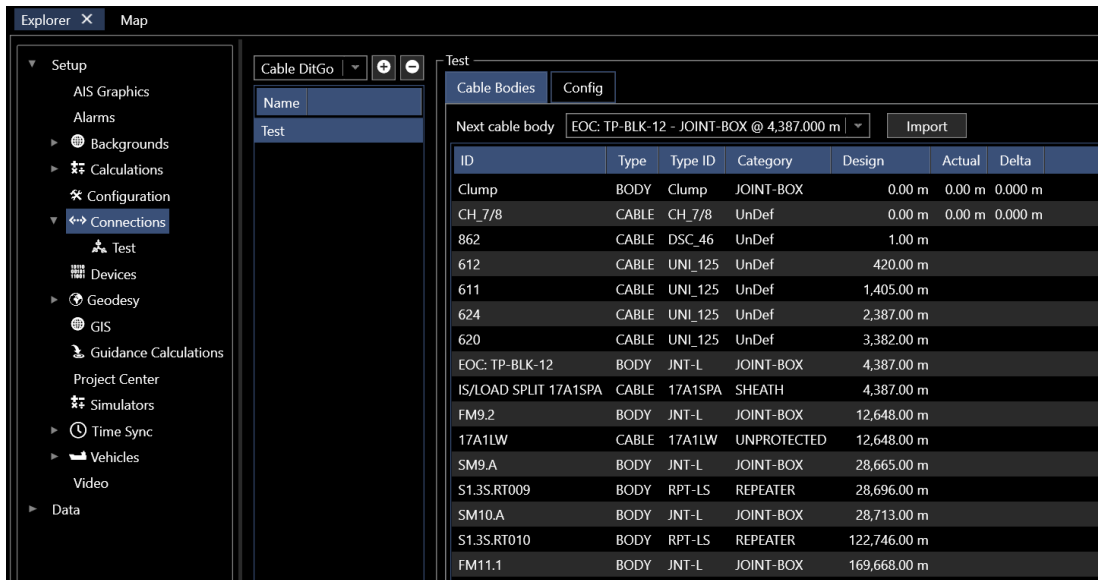 Explorer Map
Setup
AIS Graphics
Alarms
Backgrounds
Calculations
Configuration
Connections
Test
Devices
Geodesy
GIS
Guidance Calculations
Project Center
Simulators
Time Sync
Vehicles
Video
Data
Cable DitGo
Name
Test
Test
Cable Bodies Config
Next cable body EOC: TP-BLK-12 - JOINT-BOX @ 4,387.000 m Import
ID Type Type ID Category Design Actual Delta
Clump BODY Clump JOINT-BOX 0.00 m 0.00 m 0.000 m
CH_7/8 CABLE CH_7/8 UnDef 0.00 m 0.00 m 0.000 m
862 CABLE DSC_46 UnDef 1.00 m
612 CABLE UNI_125 UnDef 420.00 m
611 CABLE UNI_125 UnDef 1,405.00 m
624 CABLE UNI_125 UnDef 2,387.00 m
620 CABLE UNI_125 UnDef 3,382.00 m
EOC: TP-BLK-12 BODY JNT-L JOINT-BOX 4,387.00 m
IS/LOAD SPLIT 17A1SPA CABLE 17A1SPA SHEATH 4,387.00 m
FM9.2 BODY JNT-L JOINT-BOX 12,648.00 m
17A1LW CABLE 17A1LW UNPROTECTED 12,648.00 m
SM9.A BODY JNT-L JOINT-BOX 28,665.00 m
S1.3S.RT009 BODY RPT-LS REPEATER 28,696.00 m
SM10.A BODY JNT-L JOINT-BOX 28,713.00 m
S1.3S.RT010 BODY RPT-LS REPEATER 122,746.00 m
FM11.1 BODY JNT-L JOINT-BOX 169,668.00 m